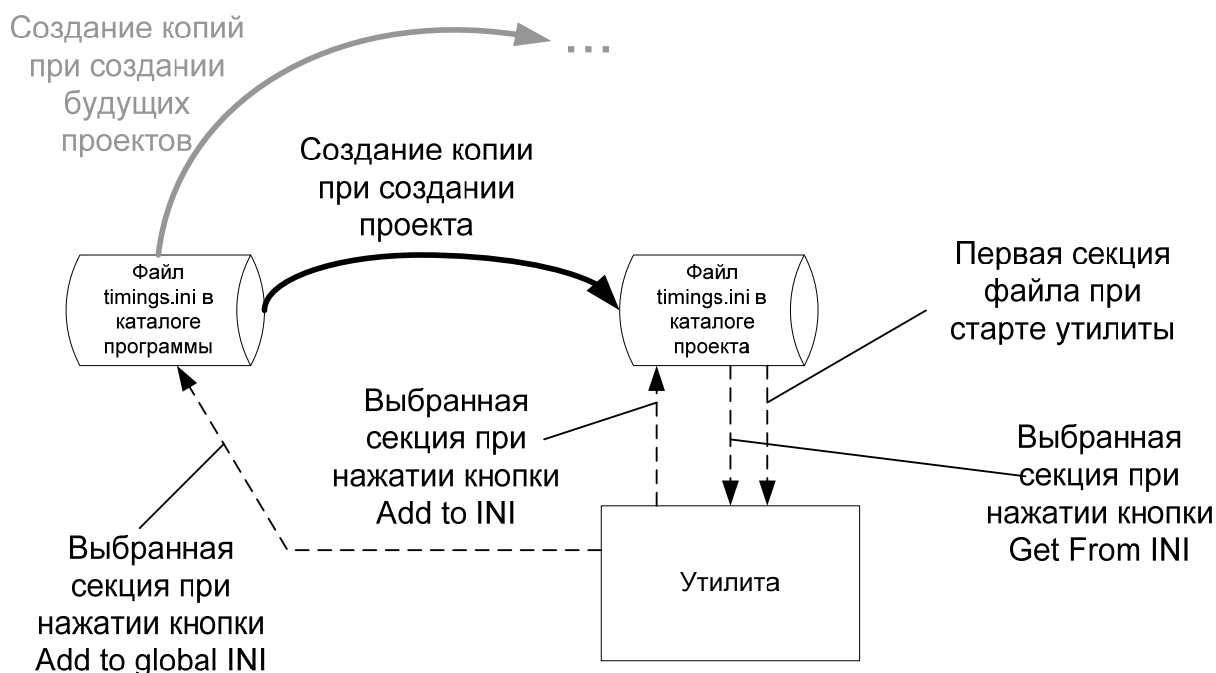 Создание копий
при создании
будущих
проектов
...
Создание копии
при создании
проекта
Файл
timings.ini в
каталоге
программы
Файл
timings.ini в
каталоге
проекта
Первая секция
файла при
старте утилиты
Выбранная
секция при
нажатии кнопки
Add to INI
Выбранная
секция при
нажатии кнопки
Get From INI
Выбранная
секция при
нажатии кнопки
Add to global INI
Утилита